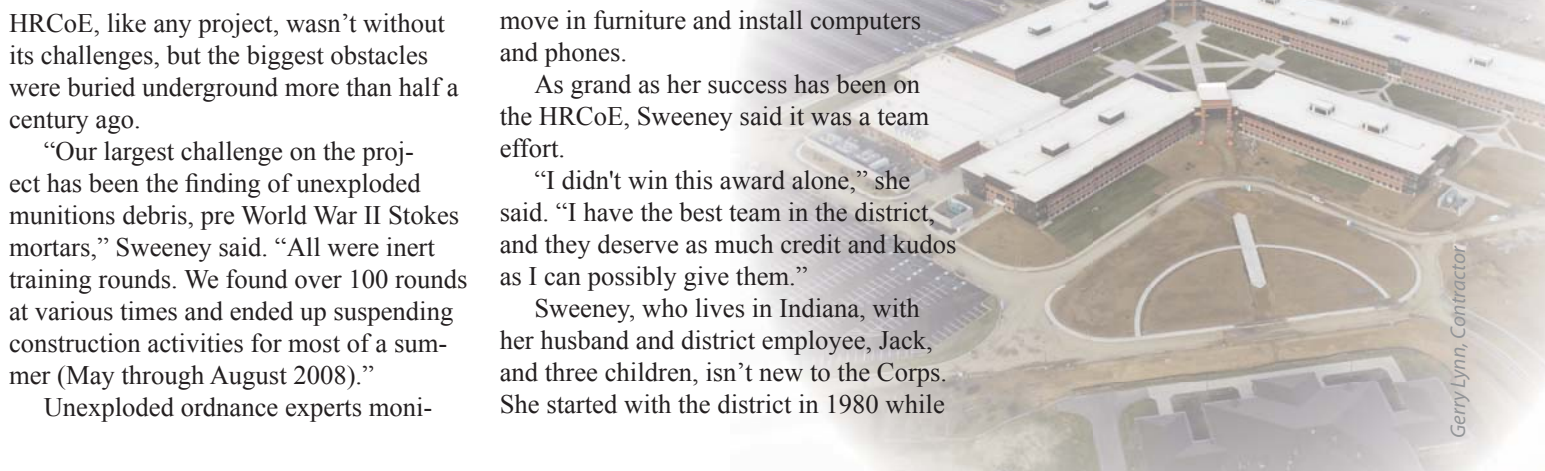 HRCoE, like any project, wasn’t without
its challenges, but the biggest obstacles
were buried underground more than half a
century ago.
“Our largest challenge on the proj-
ect has been the finding of unexploded
munitions debris, pre World War II Stokes
mortars,” Sweeney said. “All were inert
training rounds. We found over 100 rounds
at various times and ended up suspending
construction activities for most of a sum-
mer (May through August 2008).”
Unexploded ordnance experts moni-
move in furniture and install computers
and phones.
As grand as her success has been on
the HRCoE, Sweeney said it was a team
effort.
“I didn't win this award alone,” she
said. “I have the best team in the district,
and they deserve as much credit and kudos
as I can possibly give them.”
Sweeney, who lives in Indiana, with
her husband and district employee, Jack,
and three children, isn’t new to the Corps.
She started with the district in 1980 while
Gerry Lynn, Contractor